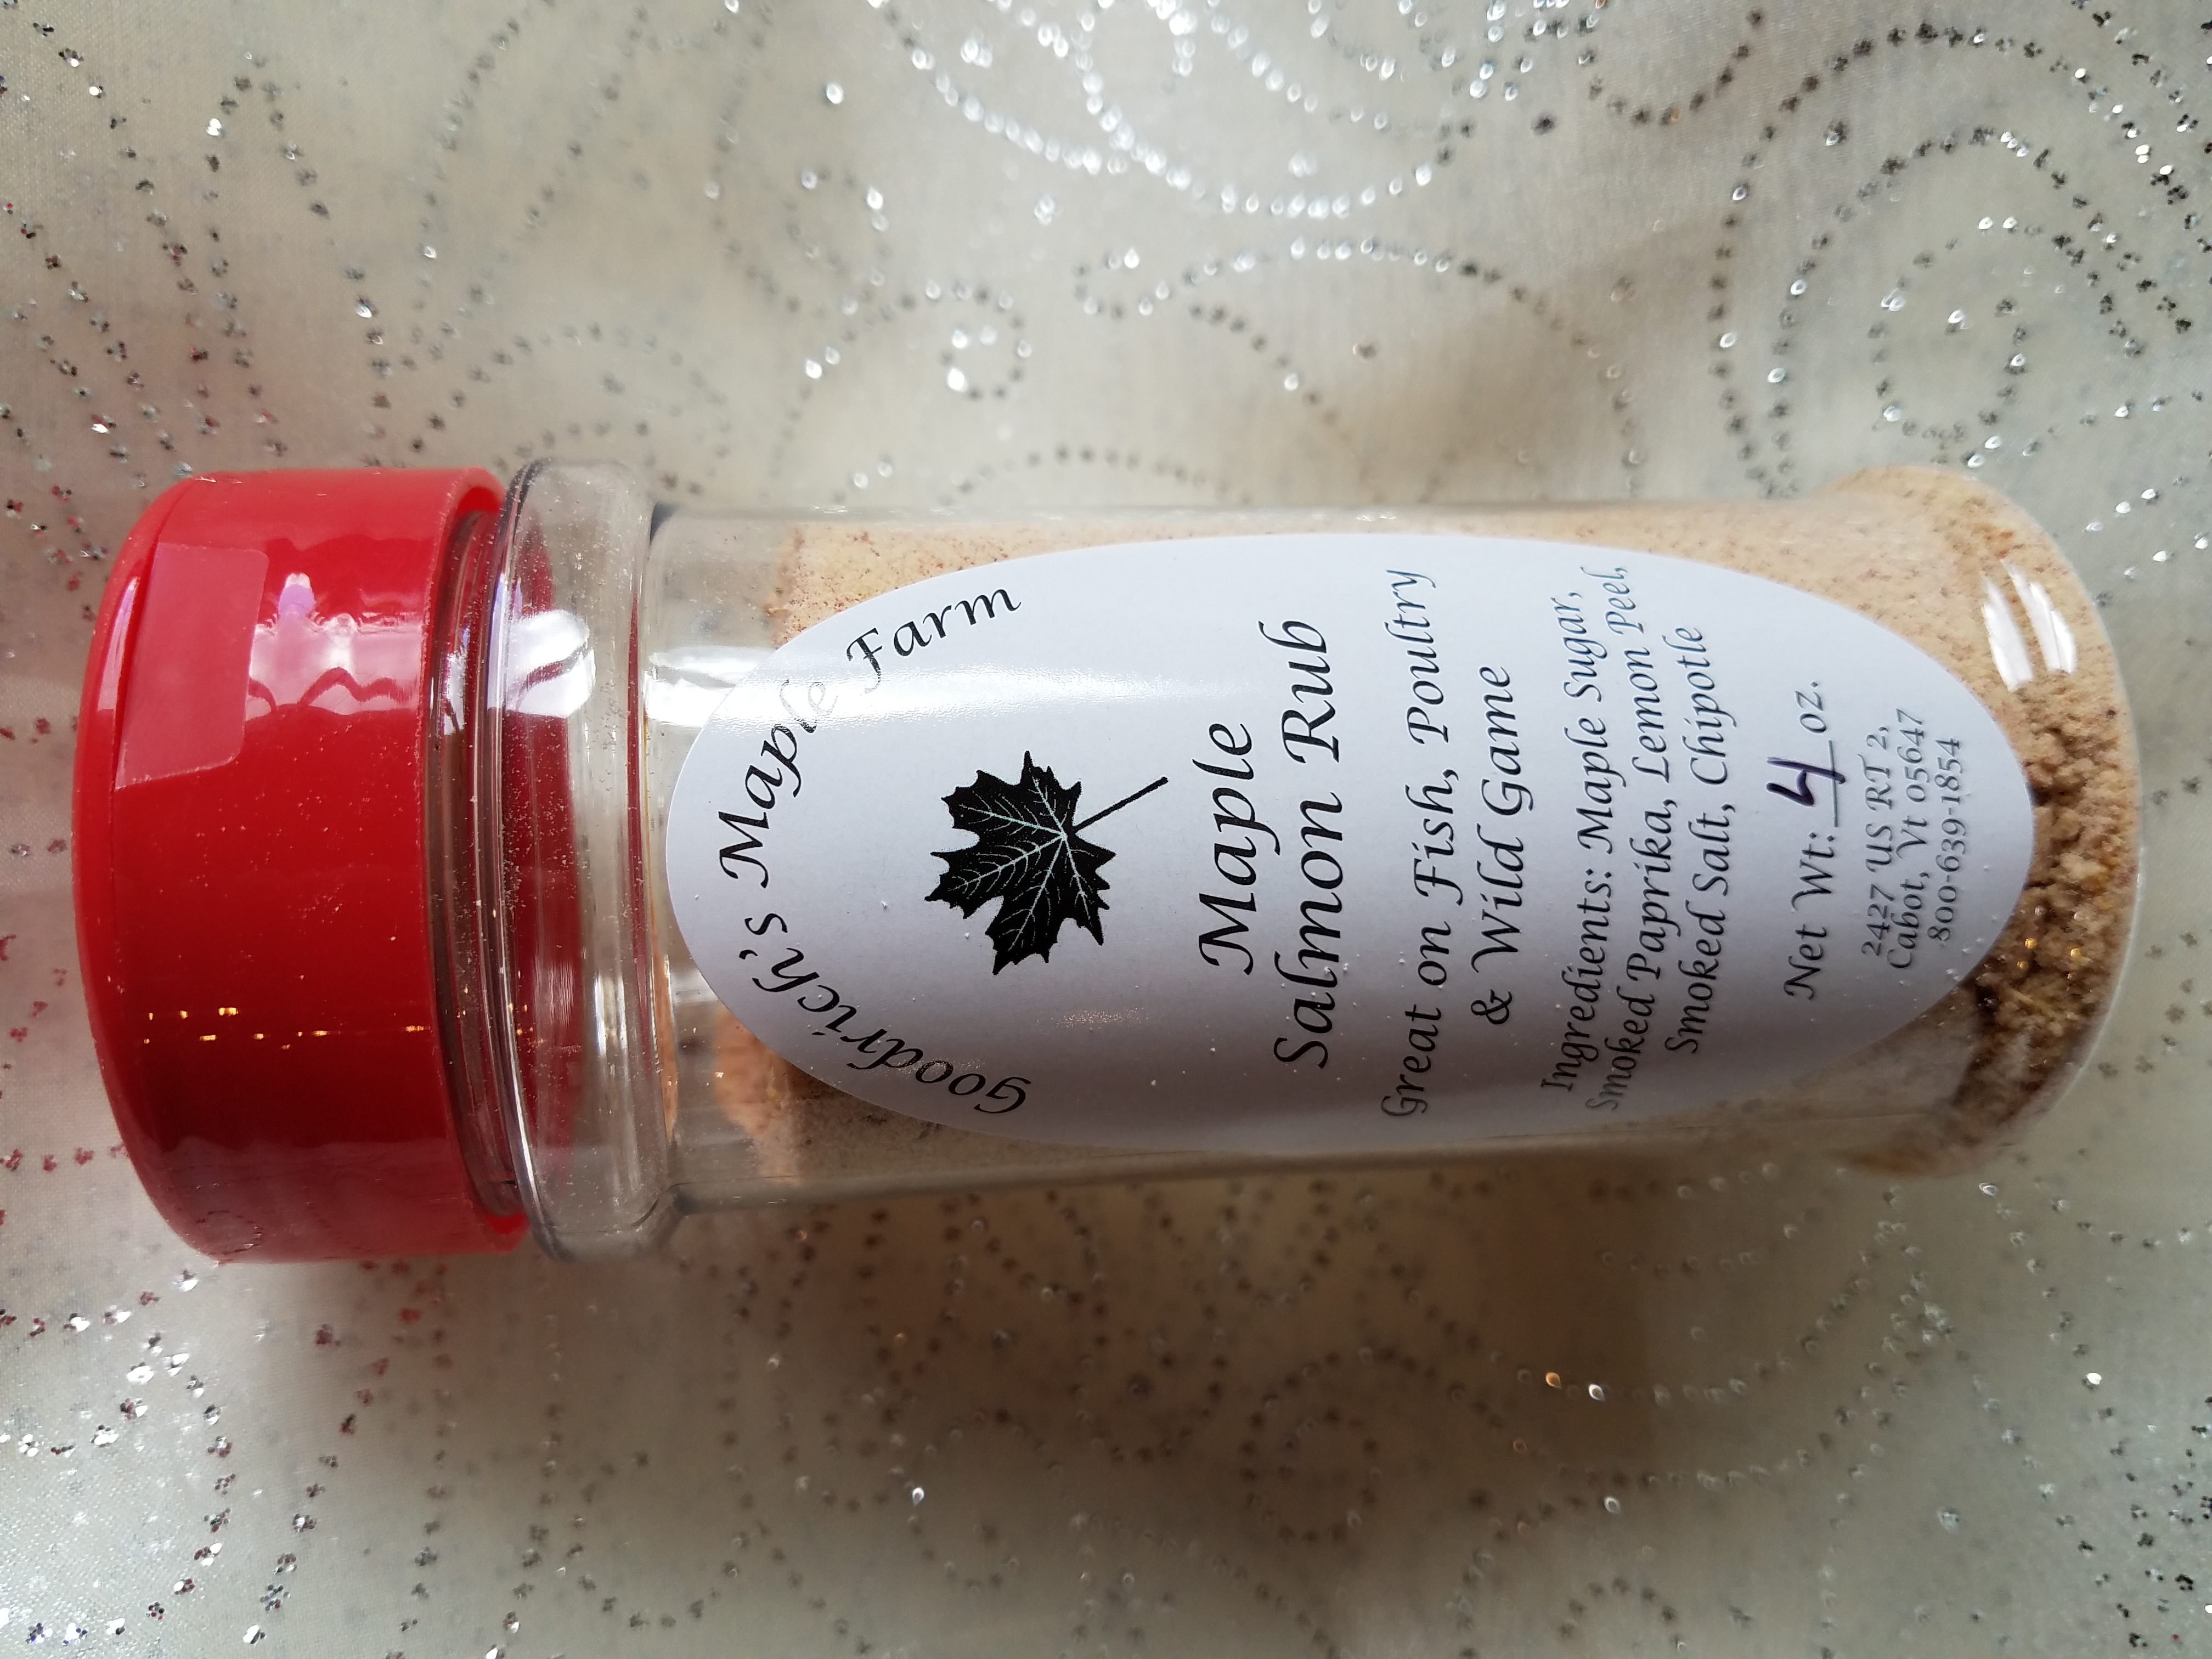 Goodrich's Maple Farm
Maple
Salmon Rub
Great on Fish, Poultry
& Wild Game
Ingredients: Maple Sugar,
Smoked Paprika, Lemon Peel,
Smoked Salt, Chipotle
Net Wt: 4 oz.
2427 US RT 2,
Cabot, Vt 05647
800-639-1854